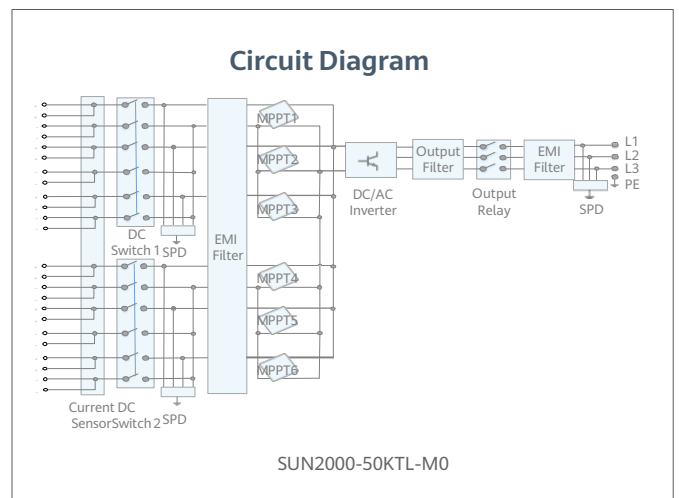 Circuit Diagram
MPPT1
MPPT2
MPPT3
MPPT4
MPPT5
MPPT6
DC
Switch 1
SPD
EMI
Filter
Current DC
SensorSwitch 2
SPD
DC/AC
Inverter
Output
Filter
Output
Relay
EMI
Filter
SPD
L1
L2
L3
PE
SUN2000-50KTL-M0